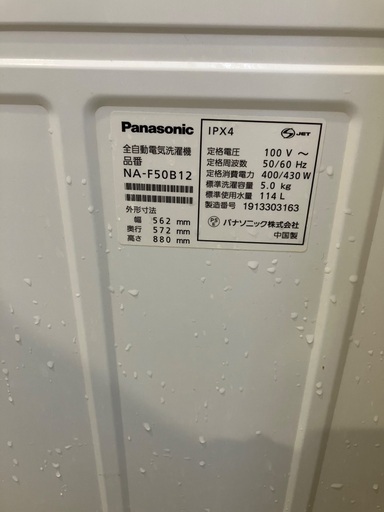 Panasonic
全自動電気洗濯機
品番
NA-F50B12
外形寸法
幅 562 mm
奥行 572 mm
高さ 880 mm
IPX4
JET
定格電圧 100 V ～
定格周波数 50/60 Hz
定格消費電力 400/430 W
標準洗濯容量 5.0 kg
標準使用水量 114 L
製造番号 1913303163
パナソニック株式会社
中国製